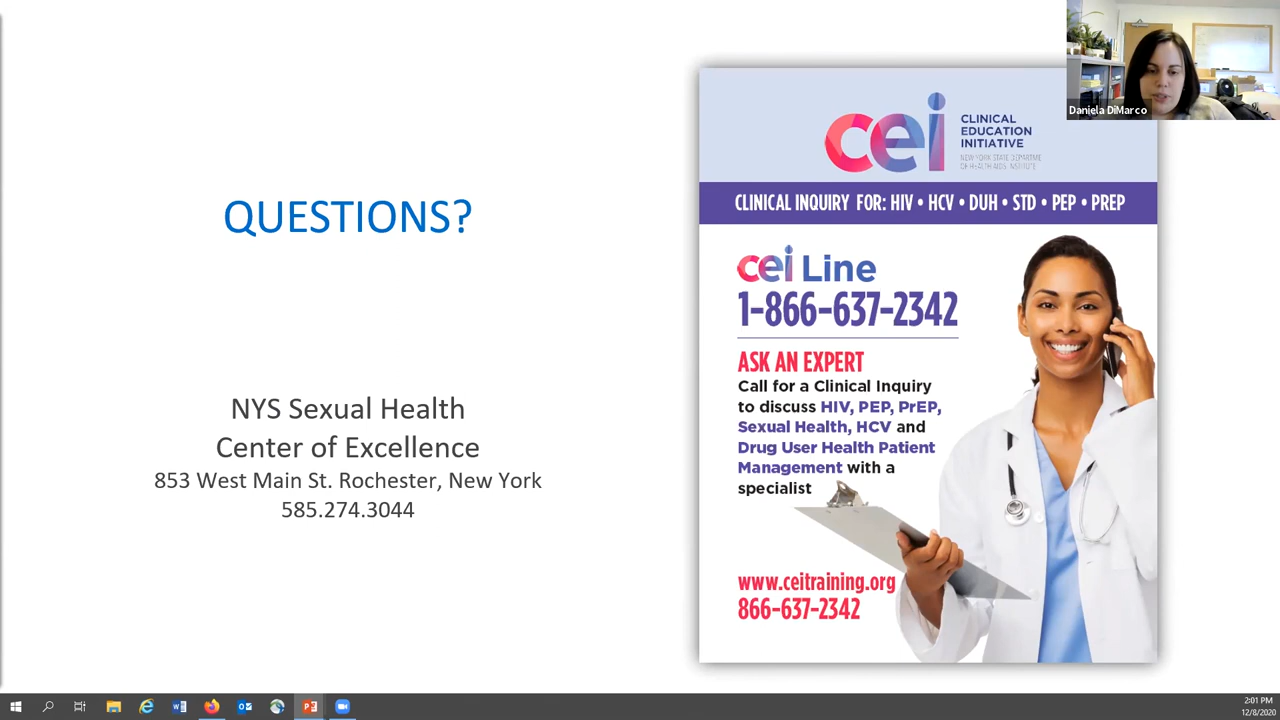 QUESTIONS?
NYS Sexual Health
Center of Excellence
853 West Main St. Rochester, New York
585.274.3044
cei
CLINICAL
EDUCATION
INITIATIVE
NEW YORK STATE DEPARTMENT
OF HEALTH AIDS INSTITUTE
CLINICAL INQUIRY FOR: HIV • HCV • DUH • STD • PEP • PREP
cei Line
1-866-637-2342
ASK AN EXPERT
Call for a Clinical Inquiry
to discuss HIV, PEP, PrEP,
Sexual Health, HCV and
Drug User Health Patient
Management with a
specialist
www.ceitraining.org
866-637-2342
Daniela DiMarco
2:01 PM
12/8/2020